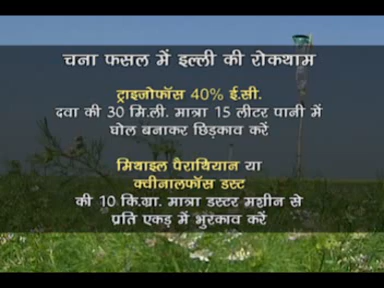 चना फसल में इल्ली की रोकथाम
ट्राइजोफॉस 40% ई.सी.
दवा की 30 मि.ली. मात्रा 15 लीटर पानी में
घोल बनाकर छिड़काव करें
मिथाइल पैराथियान या
क्वीनालफॉस डस्ट
की 10 कि.ग्रा. मात्रा डस्टर मशीन से
प्रति एकड़ में भुरकाव करें